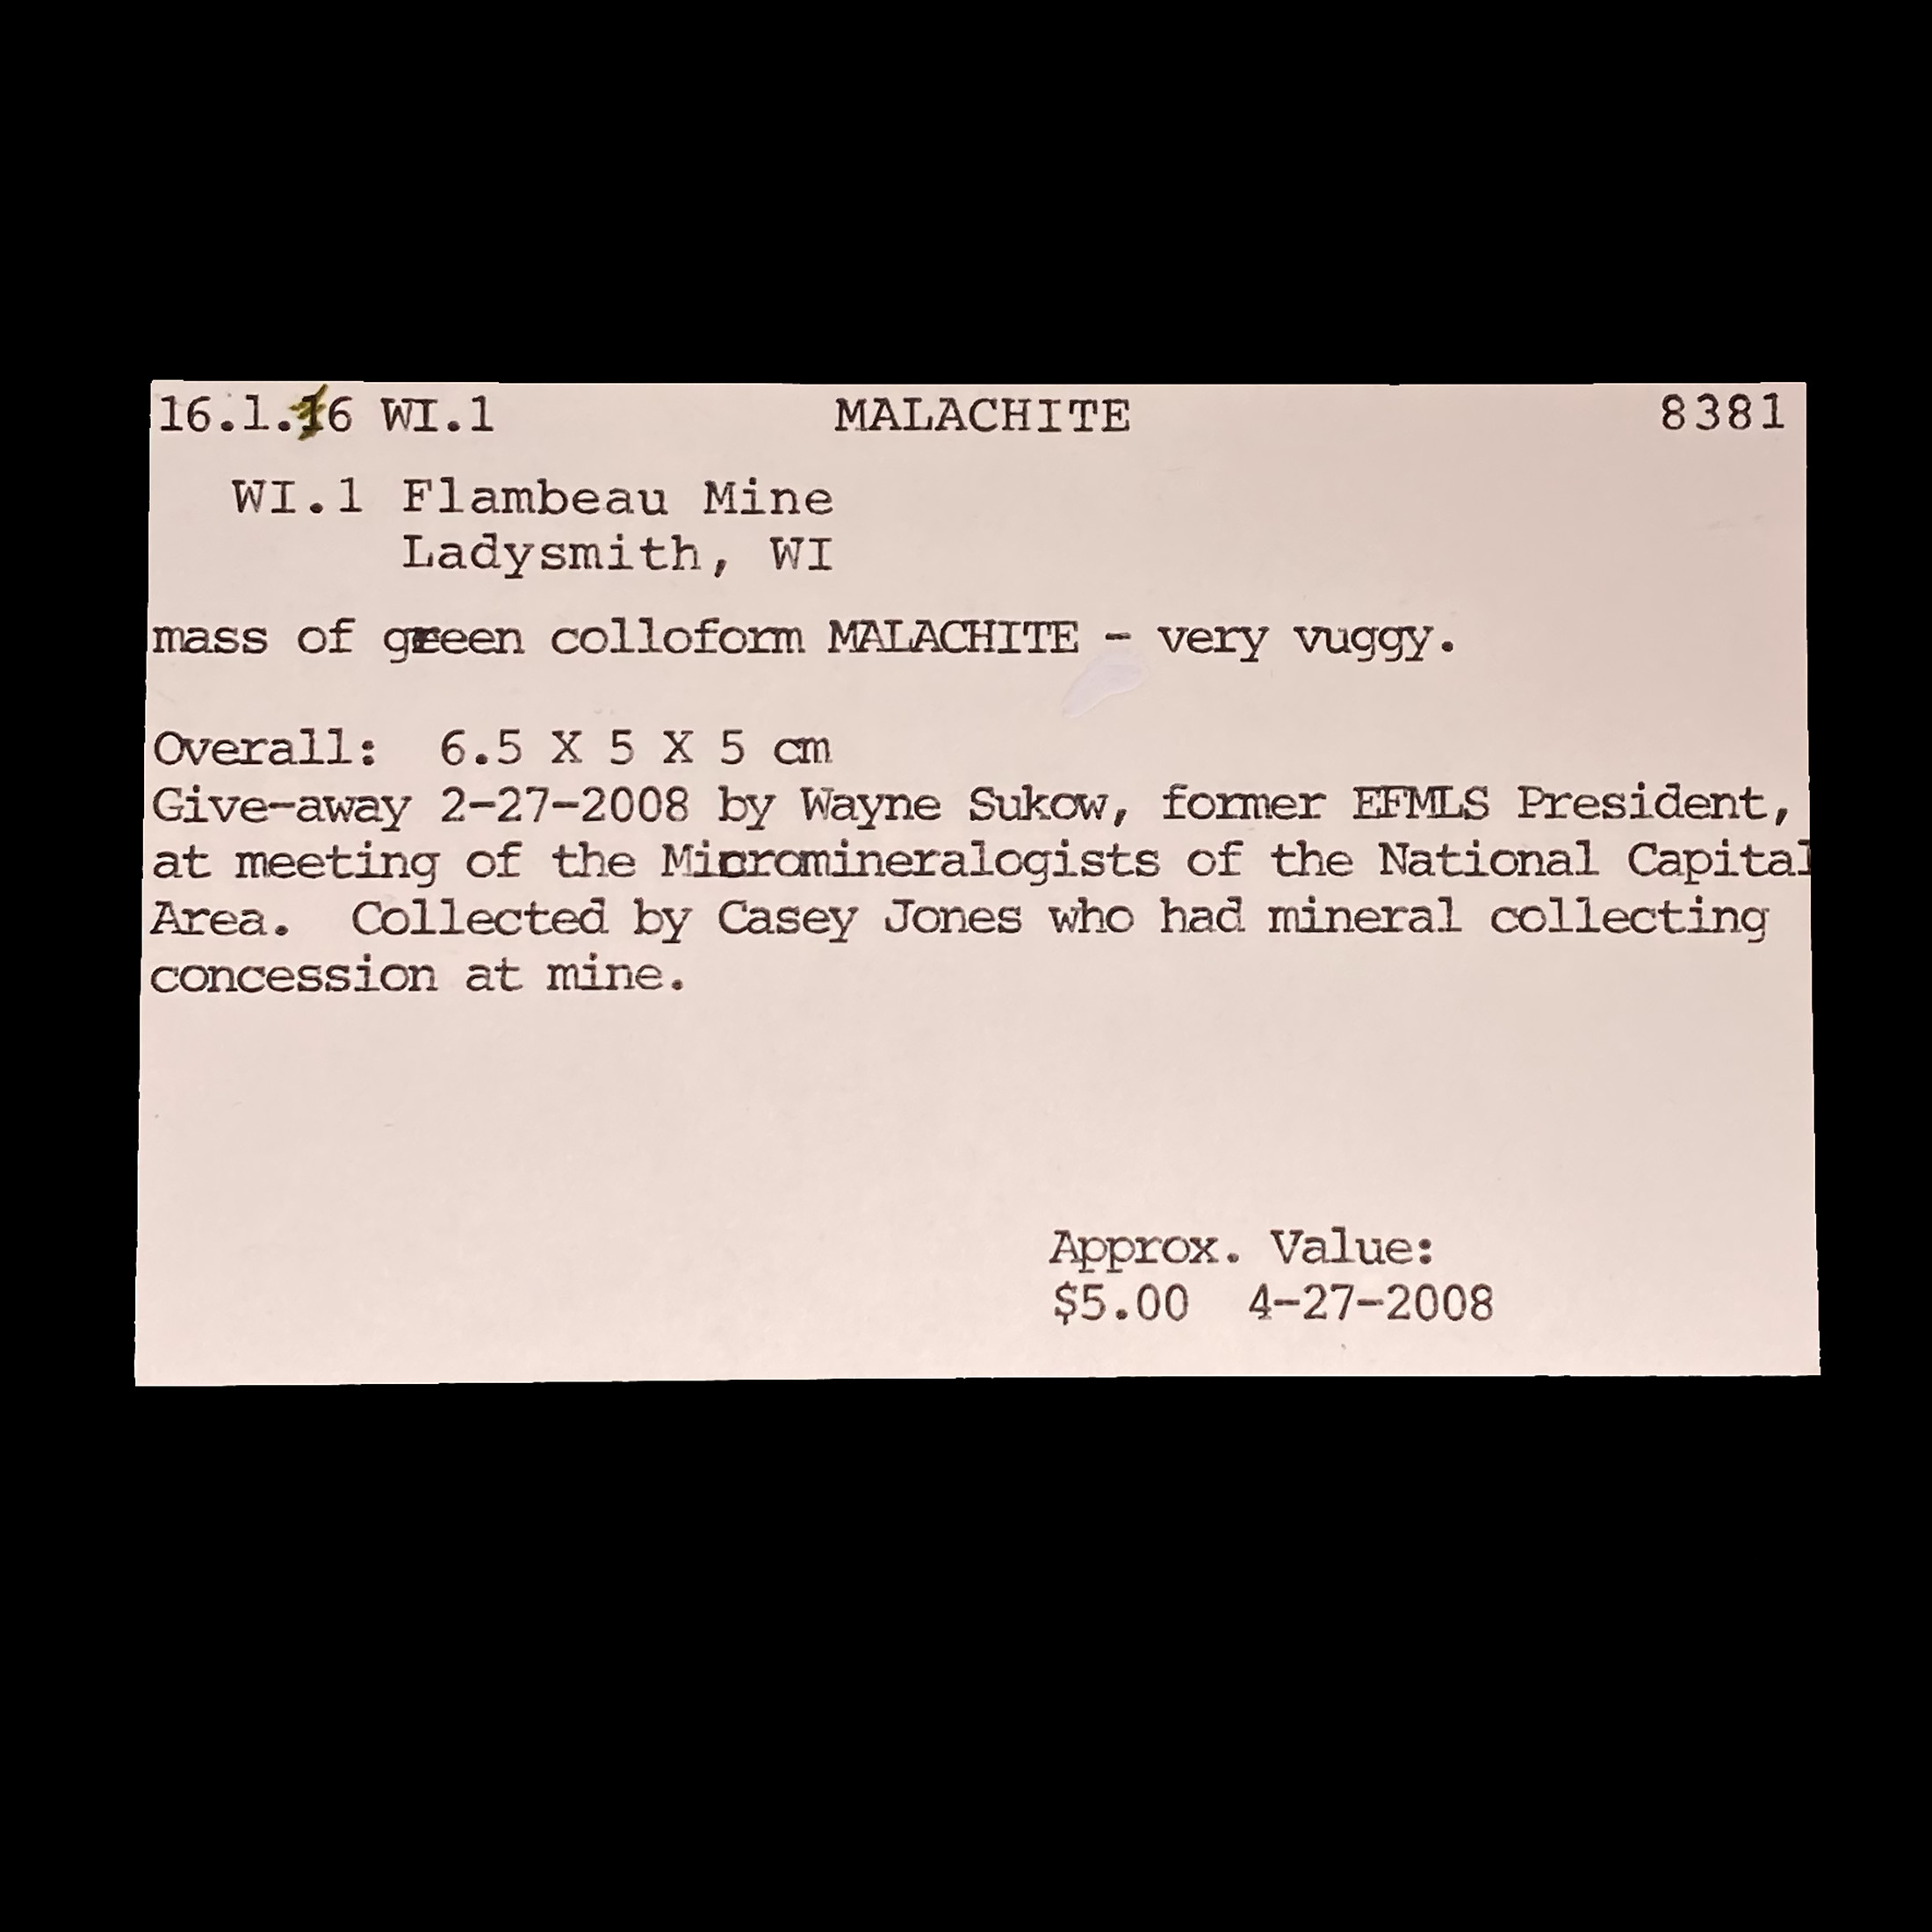 16.1.16 WI.1 MALACHITE 8381
WI.1 Flambeau Mine
Ladysmith, WI
mass of green colloform MALACHITE - very vuggy.
Overall: 6.5 X 5 X 5 cm
Give-away 2-27-2008 by Wayne Sukow, former EFMLS President,
at meeting of the Micromineralogists of the National Capital
Area. Collected by Casey Jones who had mineral collecting
concession at mine.
Approx. Value:
$5.00 4-27-2008